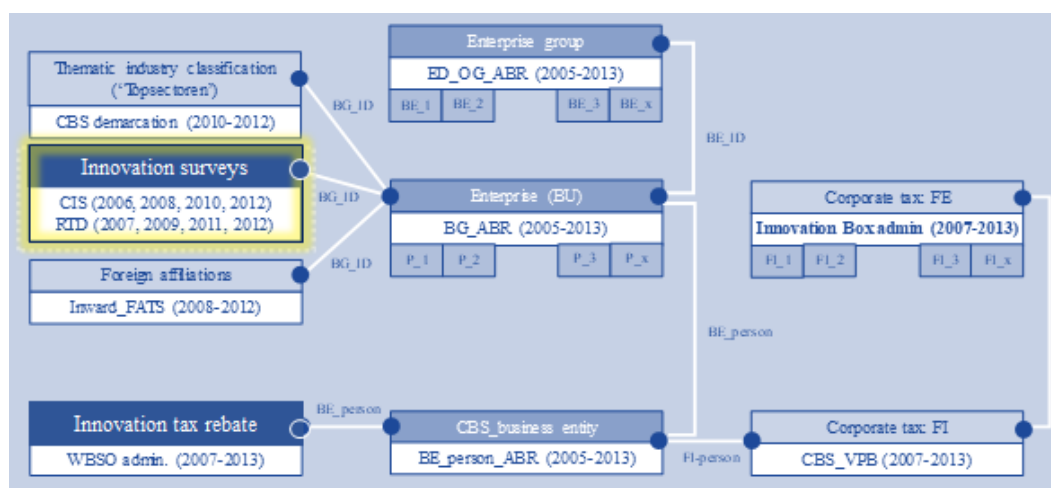 Enterprise group
ED_OG_ABR (2005-2013)
BE_1 BE_2 BE_3 BE_x
Thematic industry classification
('Topsectoren')
CBS demarcation (2010-2012)
BG_ID
BE_ID
Innovation surveys
CIS (2006, 2008, 2010, 2012)
RTD (2007, 2009, 2011, 2012)
BG_ID
Enterprise (BU)
BG_ABR (2005-2013)
P_1 P_2 P_3 P_x
Corporate tax: FE
Innovation Box admin (2007-2013)
FI_1 FI_2 FI_3 FI_x
BG_ID
Foreign affliations
Inward_FATS (2008-2012)
BE_person
Innovation tax rebate
WBSO admin. (2007-2013)
BE_person
CBS_business entity
BE_person_ABR (2005-2013)
FI-person
Corporate tax: FI
CBS_VPB (2007-2013)